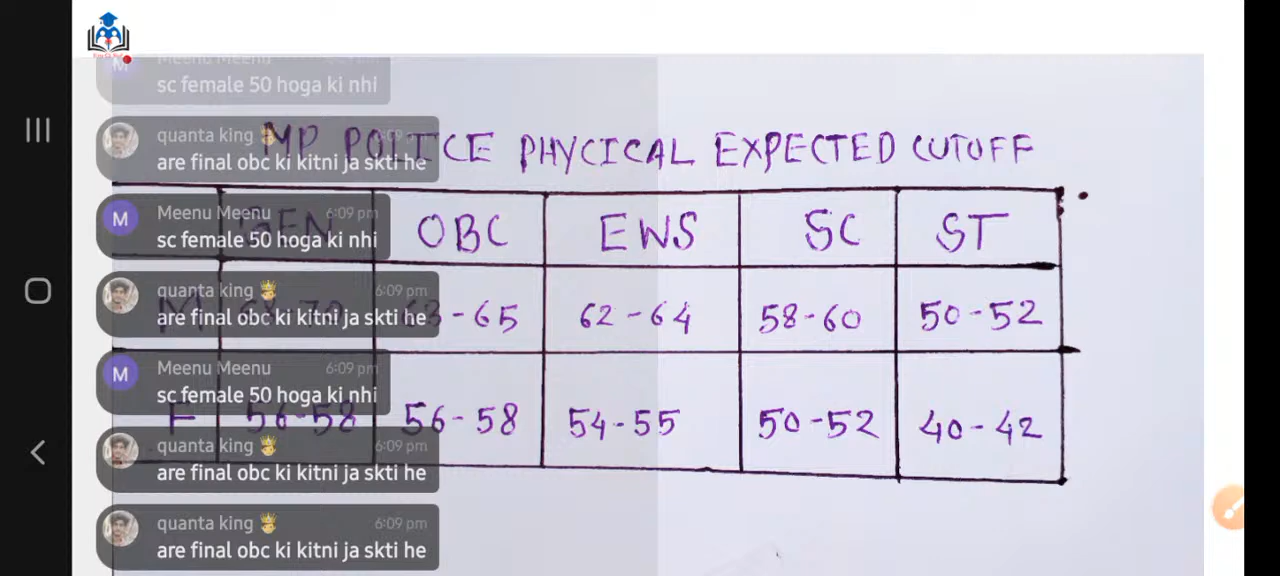 Meenu Meenu
sc female 50 hoga ki nhi
quanta king 6:09 pm
are final obc ki kitni ja skti he
MP POLICE PHYCICAL EXPECTED CUTOFF
Meenu Meenu 6:09 pm
sc female 50 hoga ki nhi
GEN OBC EWS SC ST
quanta king 6:09 pm
are final obc ki kitni ja skti he
M 68-70 63-65 62-64 58-60 50-52
Meenu Meenu 6:09 pm
sc female 50 hoga ki nhi
F 56-58 56-58 54-55 50-52 40-42
quanta king 6:09 pm
are final obc ki kitni ja skti he
quanta king 6:09 pm
are final obc ki kitni ja skti he